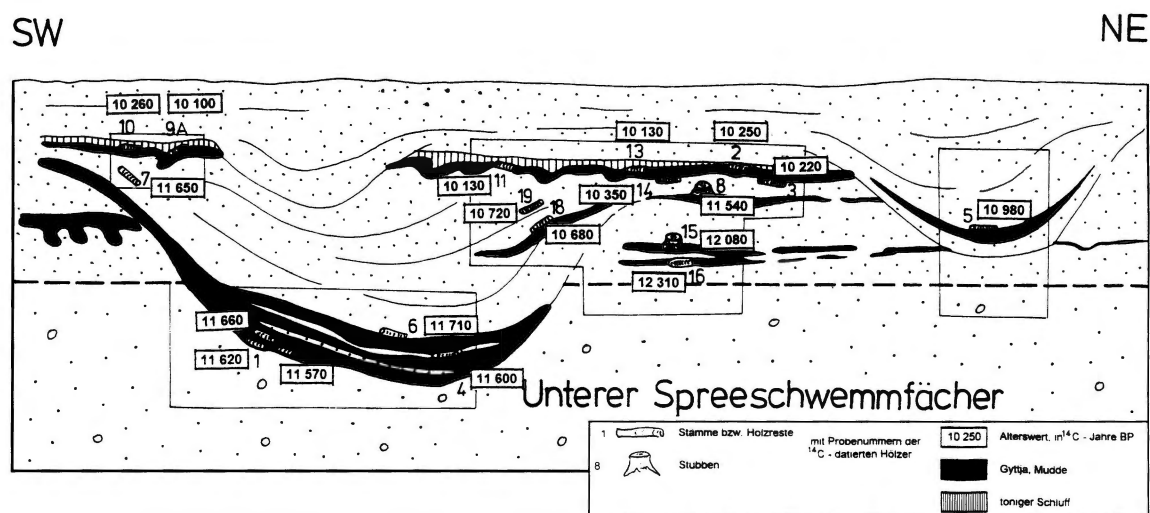 SW NE
10 260 10 100
10 9A
10 130 10 250
13 2
10 220
7 11 650
10 130 11
14 8 3
10 350
19
10 720 18
11 540
5 10 980
10 680
15 12 080
12 310 16
11 660
6 11 710
11 620 1
11 570
4 11 600
Unterer Spreeschwemmfächer
1 Stämme bzw. Holzreste
8 Stubben
mit Probenummern der
¹⁴C - datierten Hölzer
10 250 Alterswert, in ¹⁴C - Jahre BP
Gyttja, Mudde
toniger Schluff